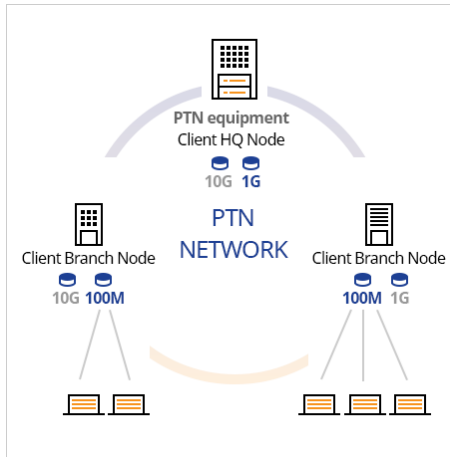 PTN equipment
Client HQ Node
10G 1G
PTN
NETWORK
Client Branch Node
10G 100M
Client Branch Node
100M 1G